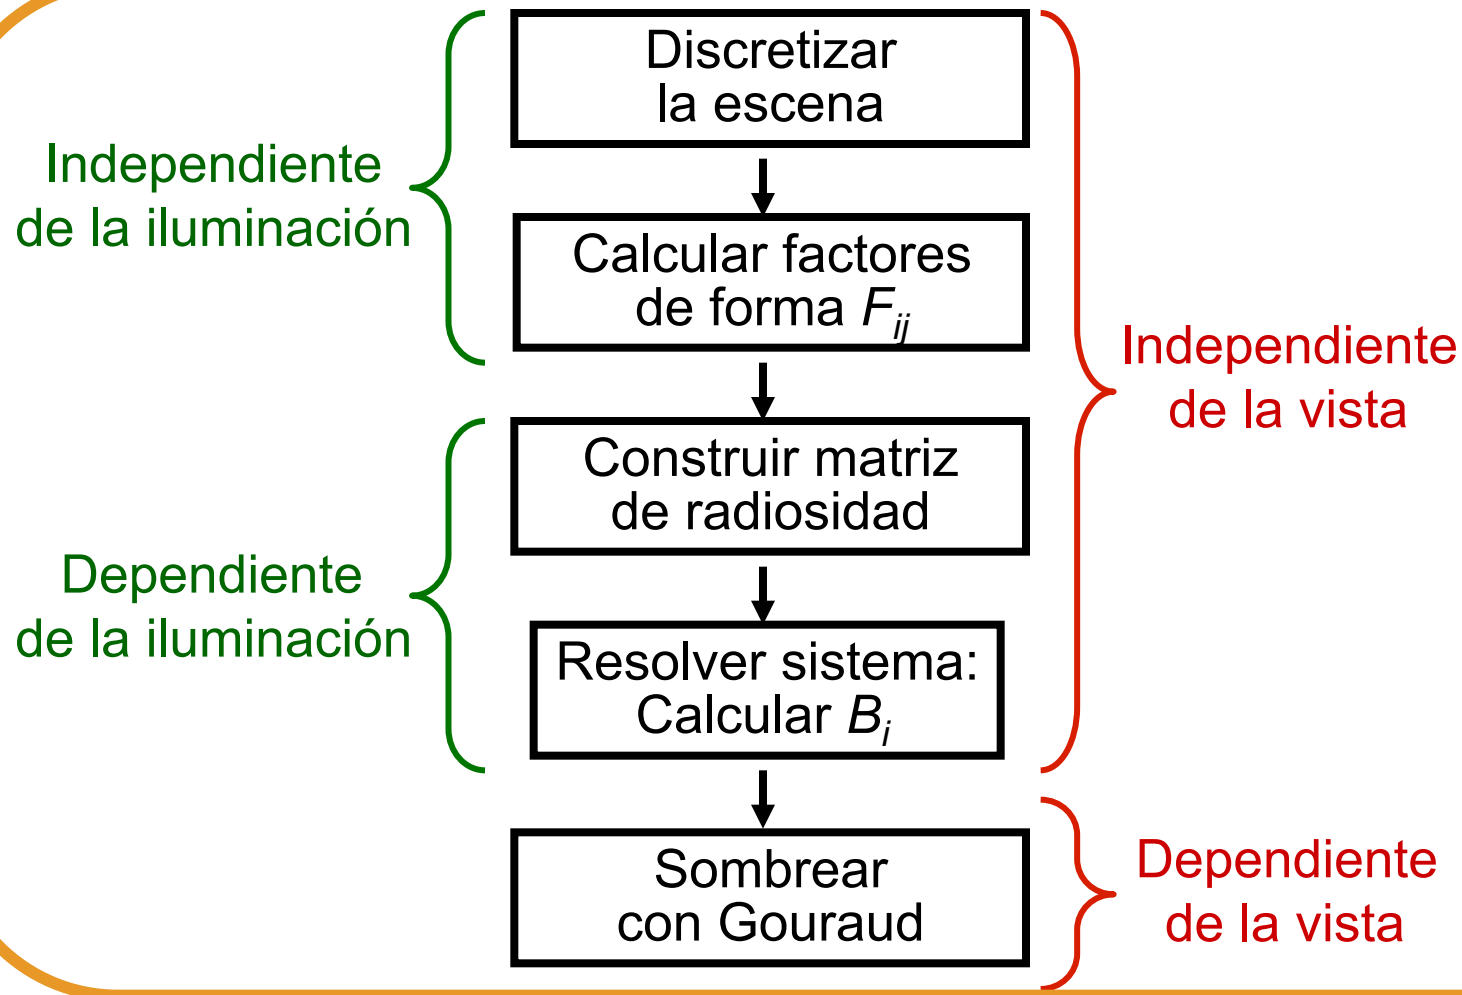 Discretizar
la escena
Independiente
de la iluminación
Calcular factores
de forma Fij
Independiente
de la vista
Construir matriz
de radiosidad
Dependiente
de la iluminación
Resolver sistema:
Calcular Bi
Sombrear
con Gouraud
Dependiente
de la vista